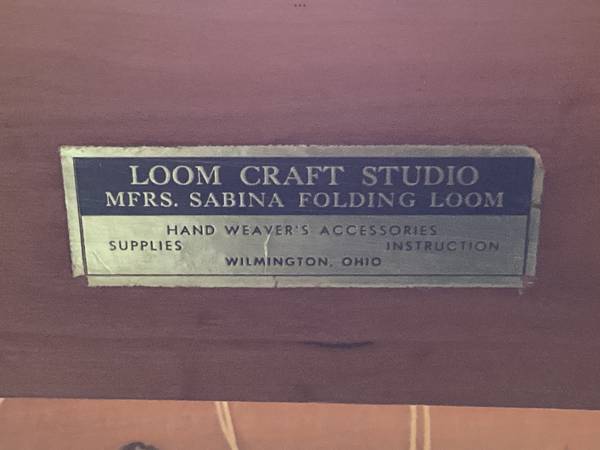 LOOM CRAFT STUDIO
MFRS. SABINA FOLDING LOOM
HAND WEAVER'S ACCESSORIES
SUPPLIES INSTRUCTION
WILMINGTON, OHIO